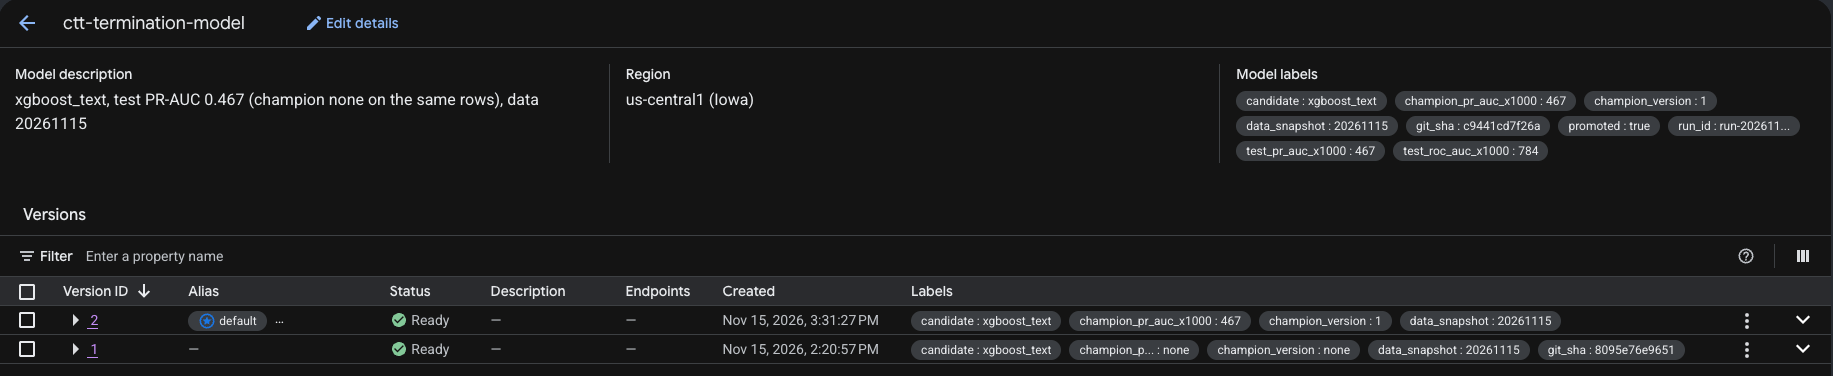 ctt-termination-model Edit details
Model description
xgboost_text, test PR-AUC 0.467 (champion none on the same rows), data
20261115
Region
us-central1 (Iowa)
Model labels
candidate : xgboost_text champion_pr_auc_x1000 : 467 champion_version : 1
data_snapshot : 20261115 git_sha : c9441cd7f26a promoted : true run_id : run-202611...
test_pr_auc_x1000 : 467 test_roc_auc_x1000 : 784
Versions
Filter Enter a property name
Version ID Alias Status Description Endpoints Created Labels
2 default ... Ready — — Nov 15, 2026, 3:31:27 PM candidate : xgboost_text champion_pr_auc_x1000 : 467 champion_version : 1 data_snapshot : 20261115
1 — Ready — — Nov 15, 2026, 2:20:57 PM candidate : xgboost_text champion_p... : none champion_version : none data_snapshot : 20261115 git_sha : 8095e76e9651